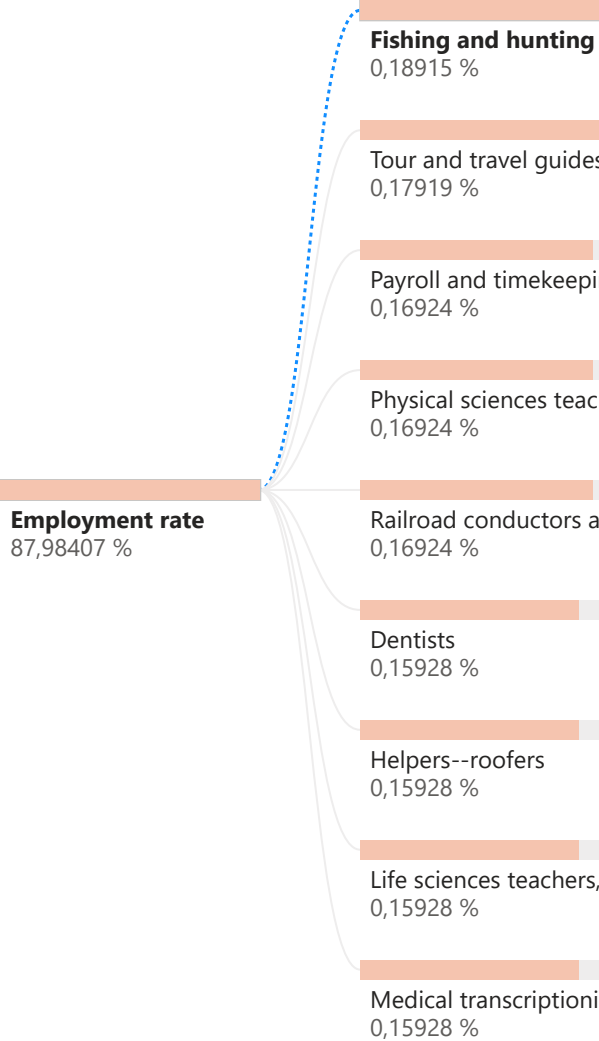 Fishing and hunting
0,18915 %
Tour and travel guides
0,17919 %
Payroll and timekeepi
0,16924 %
Physical sciences teac
0,16924 %
Employment rate
87,98407 %
Railroad conductors a
0,16924 %
Dentists
0,15928 %
Helpers--roofers
0,15928 %
Life sciences teachers,
0,15928 %
Medical transcriptioni
0,15928 %